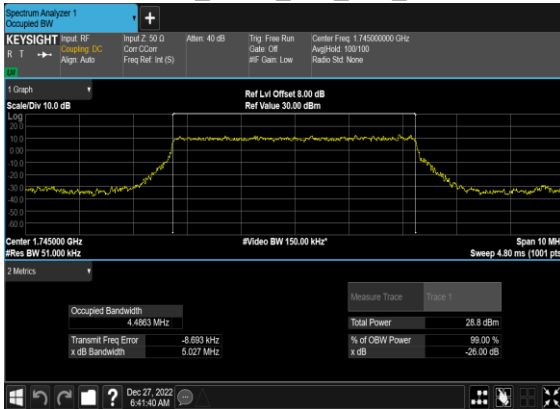 Spectrum Analyzer 1
Occupied BW
KEYSIGHT Input: RF Input Z: 50 Ω Atten: 40 dB Trig: Free Run Center Freq: 1.745000000 GHz
R T Coupling: DC Corr CCorr Gate: Off Avg|Hold: 100/100
Align: Auto Freq Ref: Int (S) #IF Gain: Low Radio Std: None
LXI
1 Graph
Ref Lvl Offset 8.00 dB
Scale/Div 10.0 dB Ref Value 30.00 dBm
Log
20.0
10.0
0.00
-10.0
-20.0
-30.0
-40.0
-50.0
-60.0
Center 1.745000 GHz #Video BW 150.00 kHz* Span 10 MH
#Res BW 51.000 kHz Sweep 4.80 ms (1001 pts
2 Metrics
Measure Trace Trace 1
Occupied Bandwidth
4.4863 MHz Total Power 28.8 dBm
Transmit Freq Error -8.693 kHz % of OBW Power 99.00 %
x dB Bandwidth 5.027 MHz x dB -26.00 dB
Dec 27, 2022
6:41:40 AM